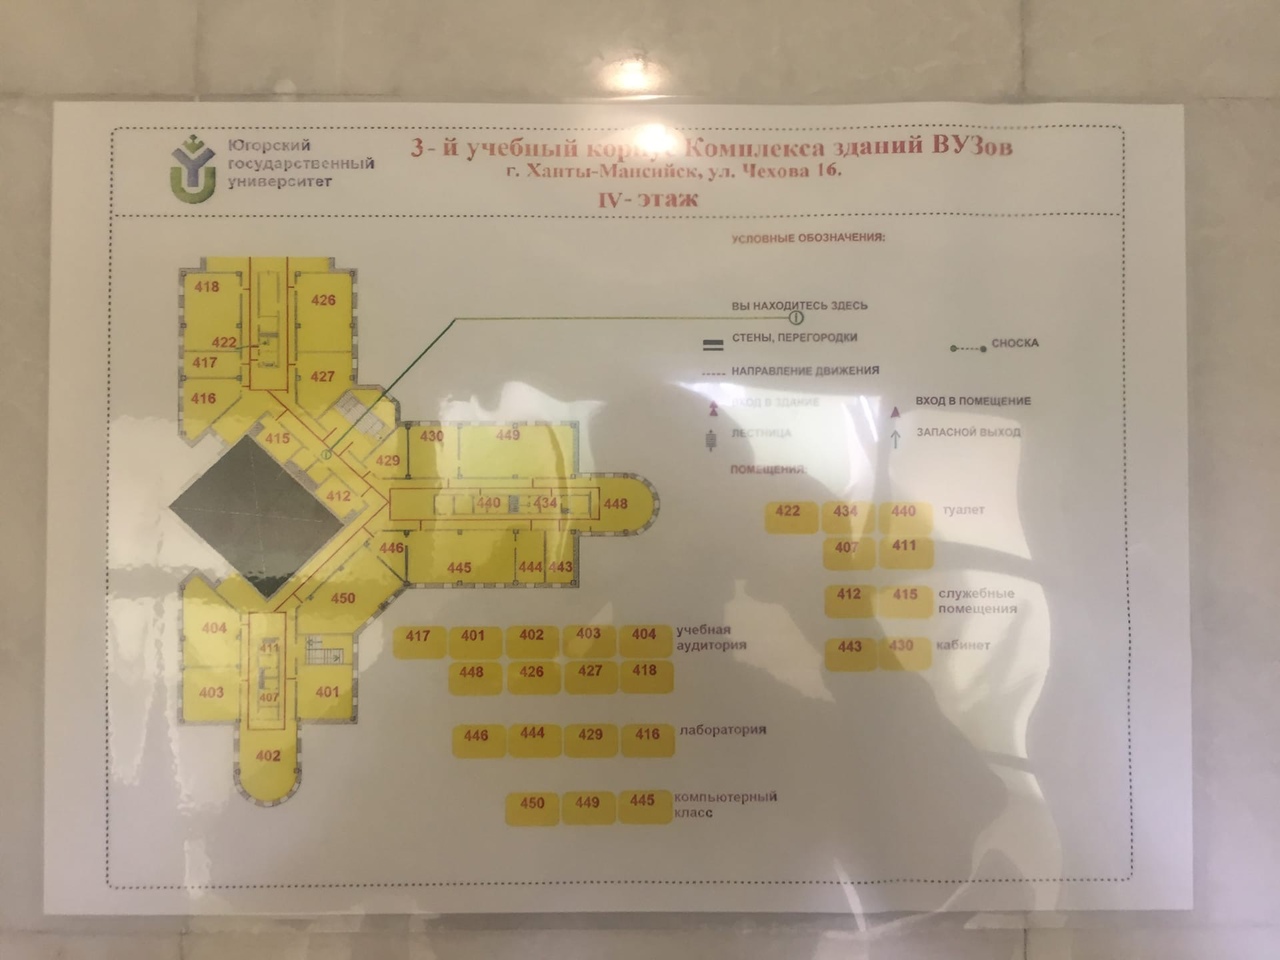 Югорский
государственный
университет
3- й учебный корпус Комплекса зданий ВУЗов
г. Ханты-Мансийск, ул. Чехова 16.
IV- этаж
УСЛОВНЫЕ ОБОЗНАЧЕНИЯ:
ВЫ НАХОДИТЕСЬ ЗДЕСЬ
СТЕНЫ, ПЕРЕГОРОДКИ
СНОСКА
НАПРАВЛЕНИЕ ДВИЖЕНИЯ
ВХОД В ЗДАНИЕ
ВХОД В ПОМЕЩЕНИЕ
ЛЕСТНИЦА
ЗАПАСНОЙ ВЫХОД
ПОМЕЩЕНИЯ:
418
426
422
417
427
416
415
430
449
429
412
440
434
448
446
445
444
443
450
404
411
403
407
401
402
422 434 440 туалет
407 411
412 415 служебные
помещения
443 430 кабинет
417 401 402 403 404 учебная
аудитория
448 426 427 418
446 444 429 416 лаборатория
450 449 445 компьютерный
класс